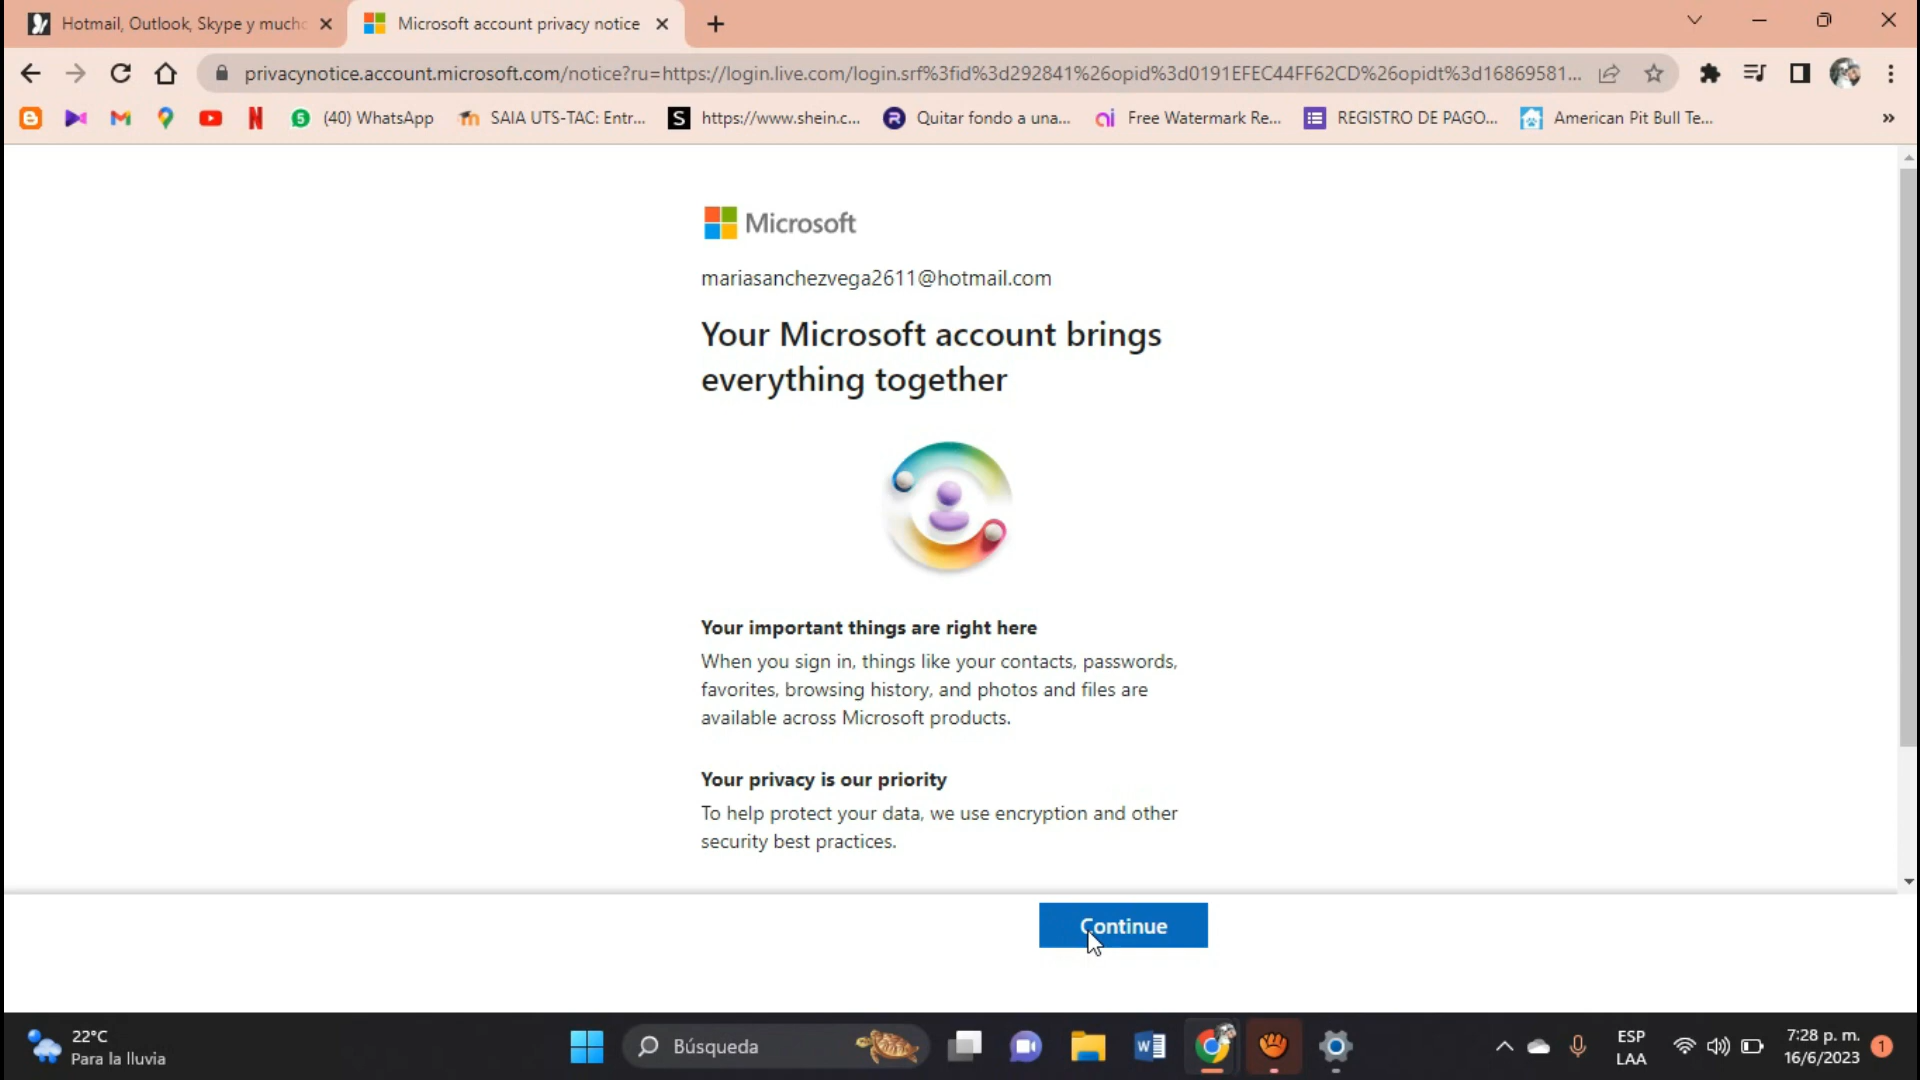 Hotmail, Outlook, Skype y mucho
Microsoft account privacy notice
privacynotice.account.microsoft.com/notice?ru=https://login.live.com/login.srf%3fid%3d292841%26opid%3d0191EFEC44FF62CD%26opidt%3d16869581...
(40) WhatsApp
SAIA UTS-TAC: Entr...
https://www.shein.c...
Quitar fondo a una...
Free Watermark Re...
REGISTRO DE PAGO...
American Pit Bull Te...
Microsoft
mariasanchezvega2611@hotmail.com
Your Microsoft account brings
everything together
Your important things are right here
When you sign in, things like your contacts, passwords,
favorites, browsing history, and photos and files are
available across Microsoft products.
Your privacy is our priority
To help protect your data, we use encryption and other
security best practices.
Continue
22°C
Para la lluvia
Búsqueda
ESP
LAA
7:28 p. m.
16/6/2023
1